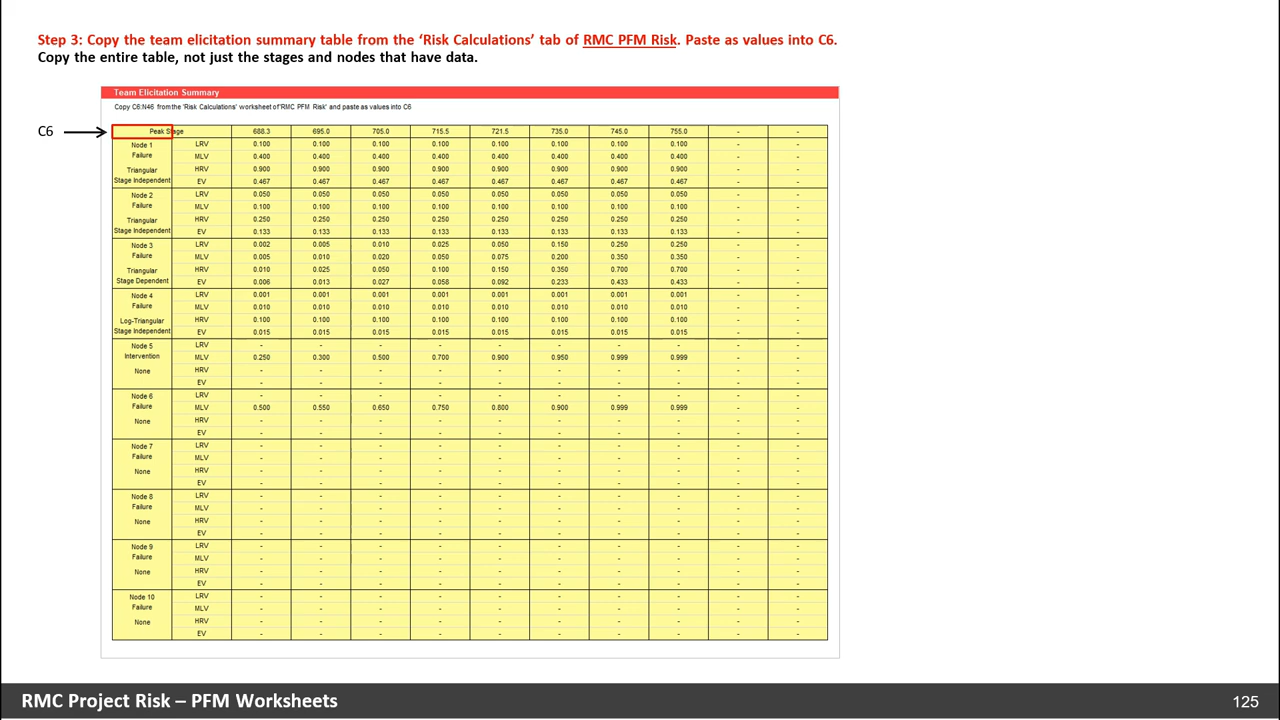 Step 3: Copy the team elicitation summary table from the ‘Risk Calculations’ tab of RMC PFM Risk. Paste as values into C6.
Copy the entire table, not just the stages and nodes that have data.
Team Elicitation Summary
Copy C6:N46 from the 'Risk Calculations' worksheet of 'RMC PFM Risk' and paste as values into C6
C6
Peak Stage 688.3 695.0 705.0 715.5 721.5 735.0 745.0 755.0 - -
Node 1 LRV 0.100 0.100 0.100 0.100 0.100 0.100 0.100 0.100 - -
Failure MLV 0.400 0.400 0.400 0.400 0.400 0.400 0.400 0.400 - -
Triangular HRV 0.900 0.900 0.900 0.900 0.900 0.900 0.900 0.900 - -
Stage Independent EV 0.467 0.467 0.467 0.467 0.467 0.467 0.467 0.467 - -
Node 2 LRV 0.050 0.050 0.050 0.050 0.050 0.050 0.050 0.050 - -
Failure MLV 0.100 0.100 0.100 0.100 0.100 0.100 0.100 0.100 - -
Triangular HRV 0.250 0.250 0.250 0.250 0.250 0.250 0.250 0.250 - -
Stage Independent EV 0.133 0.133 0.133 0.133 0.133 0.133 0.133 0.133 - -
Node 3 LRV 0.002 0.005 0.010 0.025 0.050 0.150 0.250 0.250 - -
Failure MLV 0.005 0.010 0.020 0.050 0.075 0.200 0.350 0.350 - -
Triangular HRV 0.010 0.025 0.050 0.100 0.150 0.350 0.700 0.700 - -
Stage Dependent EV 0.006 0.013 0.027 0.058 0.092 0.233 0.433 0.433 - -
Node 4 LRV 0.001 0.001 0.001 0.001 0.001 0.001 0.001 0.001 - -
Failure MLV 0.010 0.010 0.010 0.010 0.010 0.010 0.010 0.010 - -
Log-Triangular HRV 0.100 0.100 0.100 0.100 0.100 0.100 0.100 0.100 - -
Stage Independent EV 0.015 0.015 0.015 0.015 0.015 0.015 0.015 0.015 - -
Node 5 LRV - - - - - - - - - -
Intervention MLV 0.250 0.300 0.500 0.700 0.900 0.950 0.999 0.999 - -
None HRV - - - - - - - - - -
EV - - - - - - - - - -
Node 6 LRV - - - - - - - - - -
Failure MLV 0.500 0.550 0.650 0.750 0.800 0.900 0.999 0.999 - -
None HRV - - - - - - - - - -
EV - - - - - - - - - -
Node 7 LRV - - - - - - - - - -
Failure MLV - - - - - - - - - -
None HRV - - - - - - - - - -
EV - - - - - - - - - -
Node 8 LRV - - - - - - - - - -
Failure MLV - - - - - - - - - -
None HRV - - - - - - - - - -
EV - - - - - - - - - -
Node 9 LRV - - - - - - - - - -
Failure MLV - - - - - - - - - -
None HRV - - - - - - - - - -
EV - - - - - - - - - -
Node 10 LRV - - - - - - - - - -
Failure MLV - - - - - - - - - -
None HRV - - - - - - - - - -
EV - - - - - - - - - -
RMC Project Risk – PFM Worksheets
125